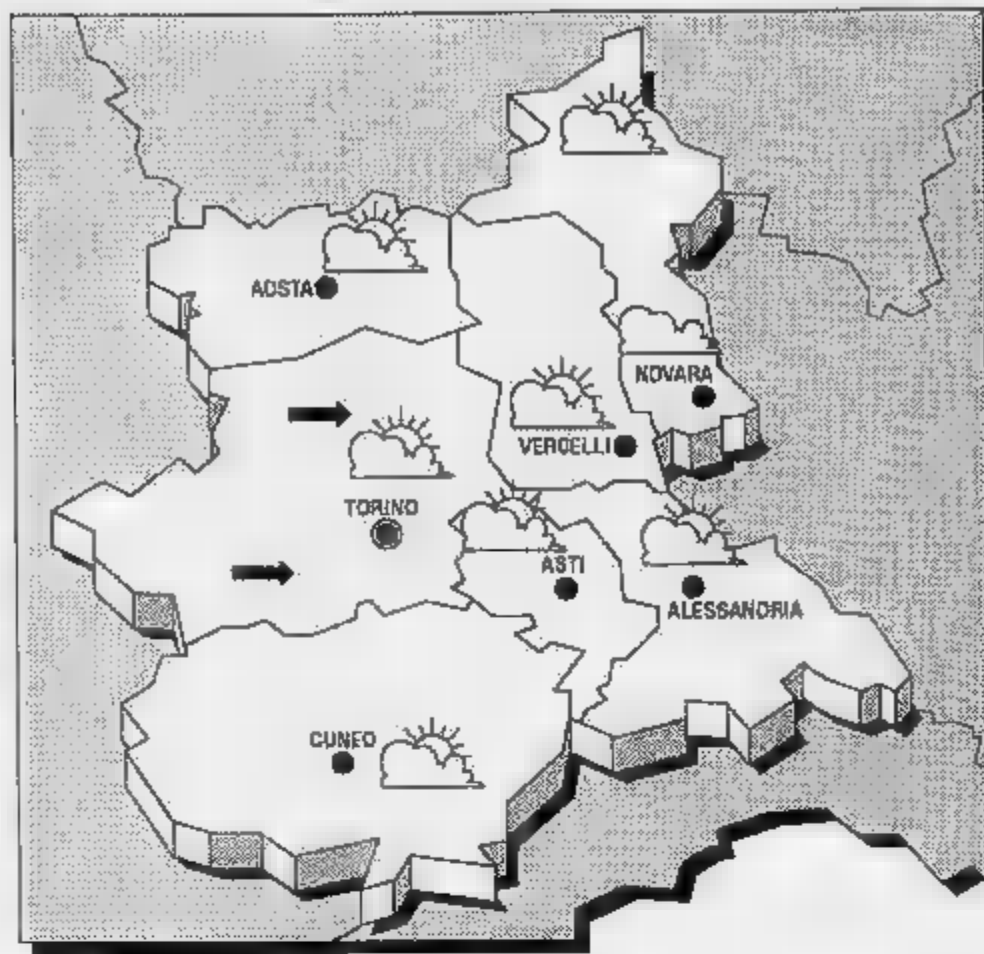 AOSTA
NOVARA
VERCELLI
TORINO
ASTI
ALESSANDRIA
CUNEO